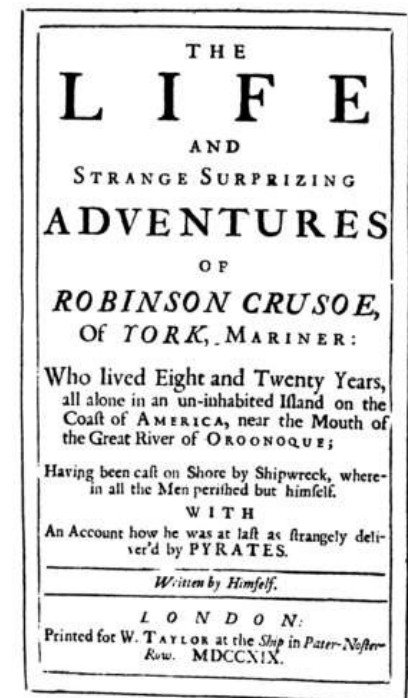 THE
LIFE
AND
STRANGE SURPRIZING
ADVENTURES
OF
ROBINSON CRUSOE,
Of YORK, MARINER:
Who lived Eight and Twenty Years,
all alone in an un-inhabited Iſland on the
Coaſt of AMERICA, near the Mouth of
the Great River of OROONOQUE;
Having been caſt on Shore by Shipwreck, where-
in all the Men periſhed but himſelf.
WITH
An Account how he was at laſt as ſtrangely deli-
ver'd by PYRATES.
Written by Himſelf.
LONDON:
Printed for W. TAYLOR at the Ship in Pater-Noſter-
Row. MDCCXIX.